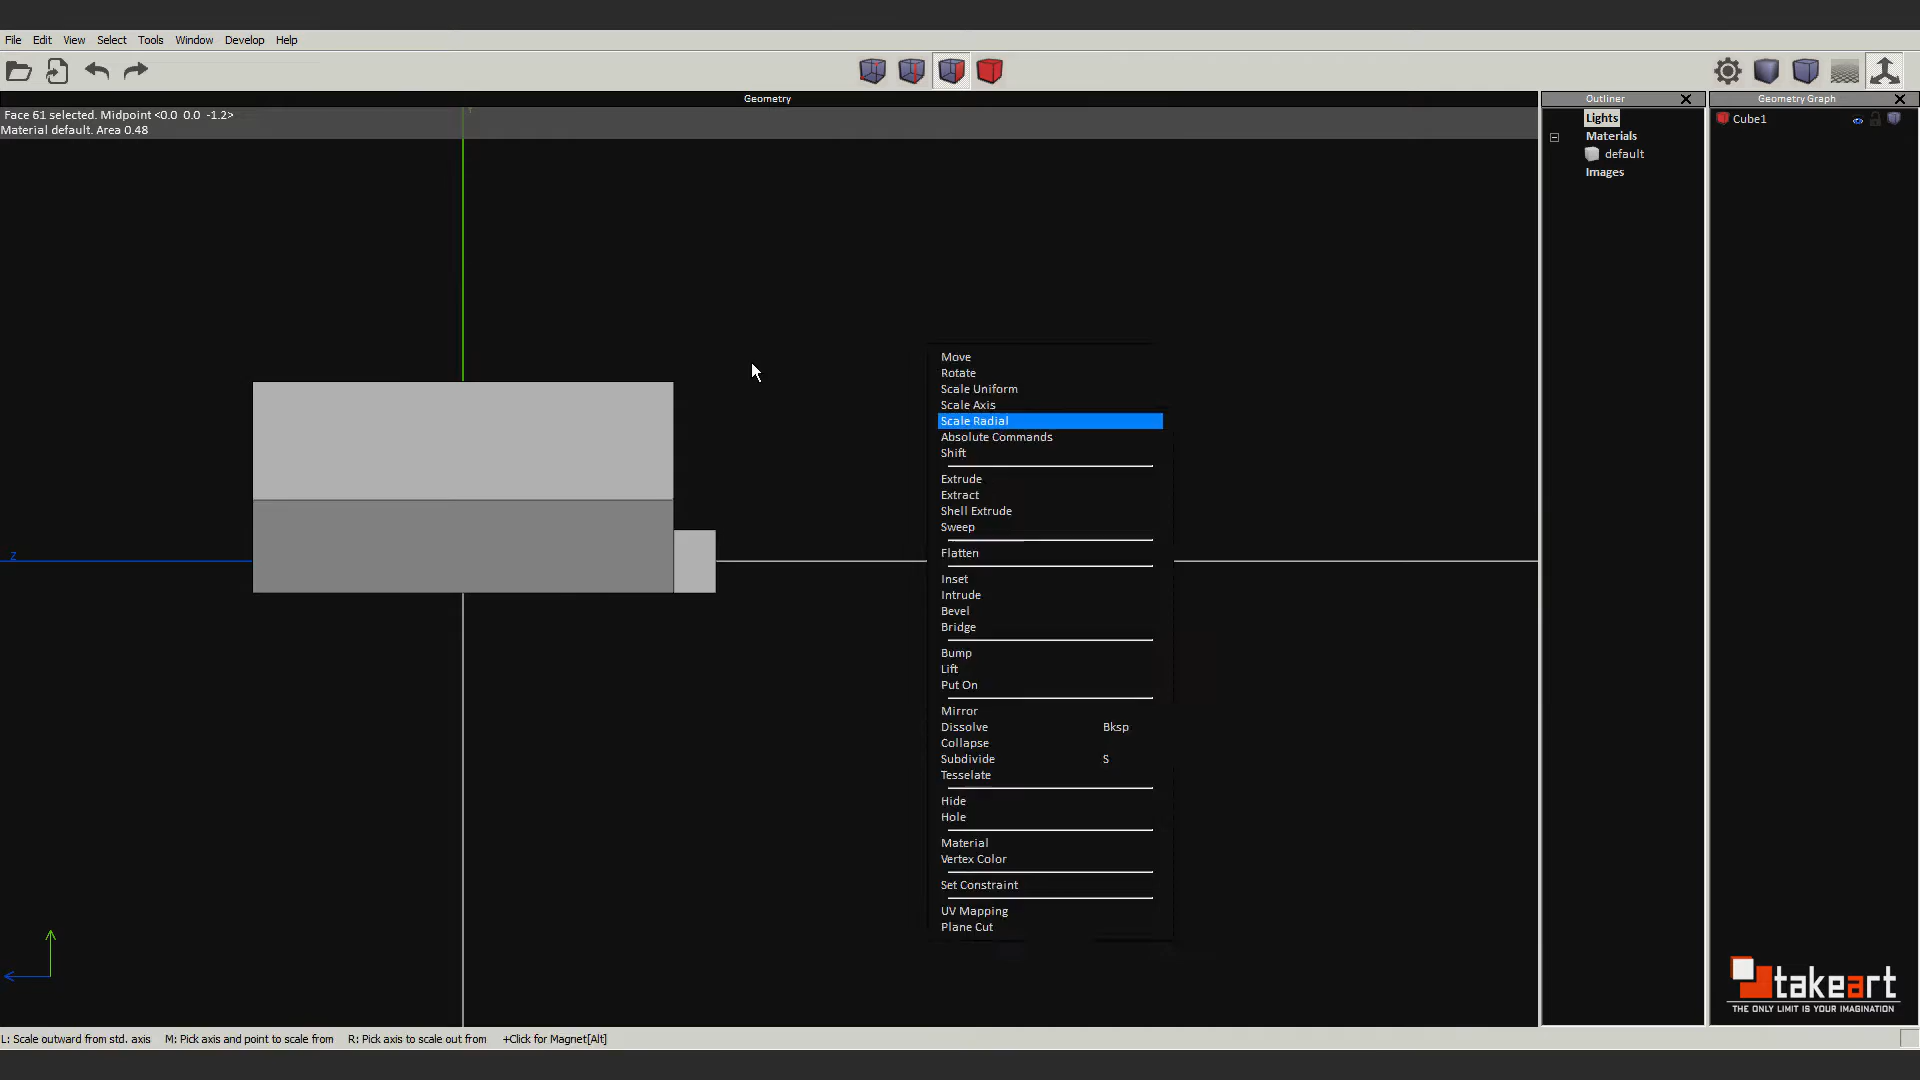 File Edit View Select Tools Window Develop Help
Geometry
Outliner
Geometry Graph
Face 61 selected. Midpoint <0.0 0.0 -1.2>
Material default. Area 0.48
Lights
Materials
default
Images
Cube1
Z
Move
Rotate
Scale Uniform
Scale Axis
Scale Radial
Absolute Commands
Shift
Extrude
Extract
Shell Extrude
Sweep
Flatten
Inset
Intrude
Bevel
Bridge
Bump
Lift
Put On
Mirror
Dissolve Bksp
Collapse
Subdivide S
Tesselate
Hide
Hole
Material
Vertex Color
Set Constraint
UV Mapping
Plane Cut
takeart
THE ONLY LIMIT IS YOUR IMAGINATION
L: Scale outward from std. axis M: Pick axis and point to scale from R: Pick axis to scale out from +Click for Magnet[Alt]